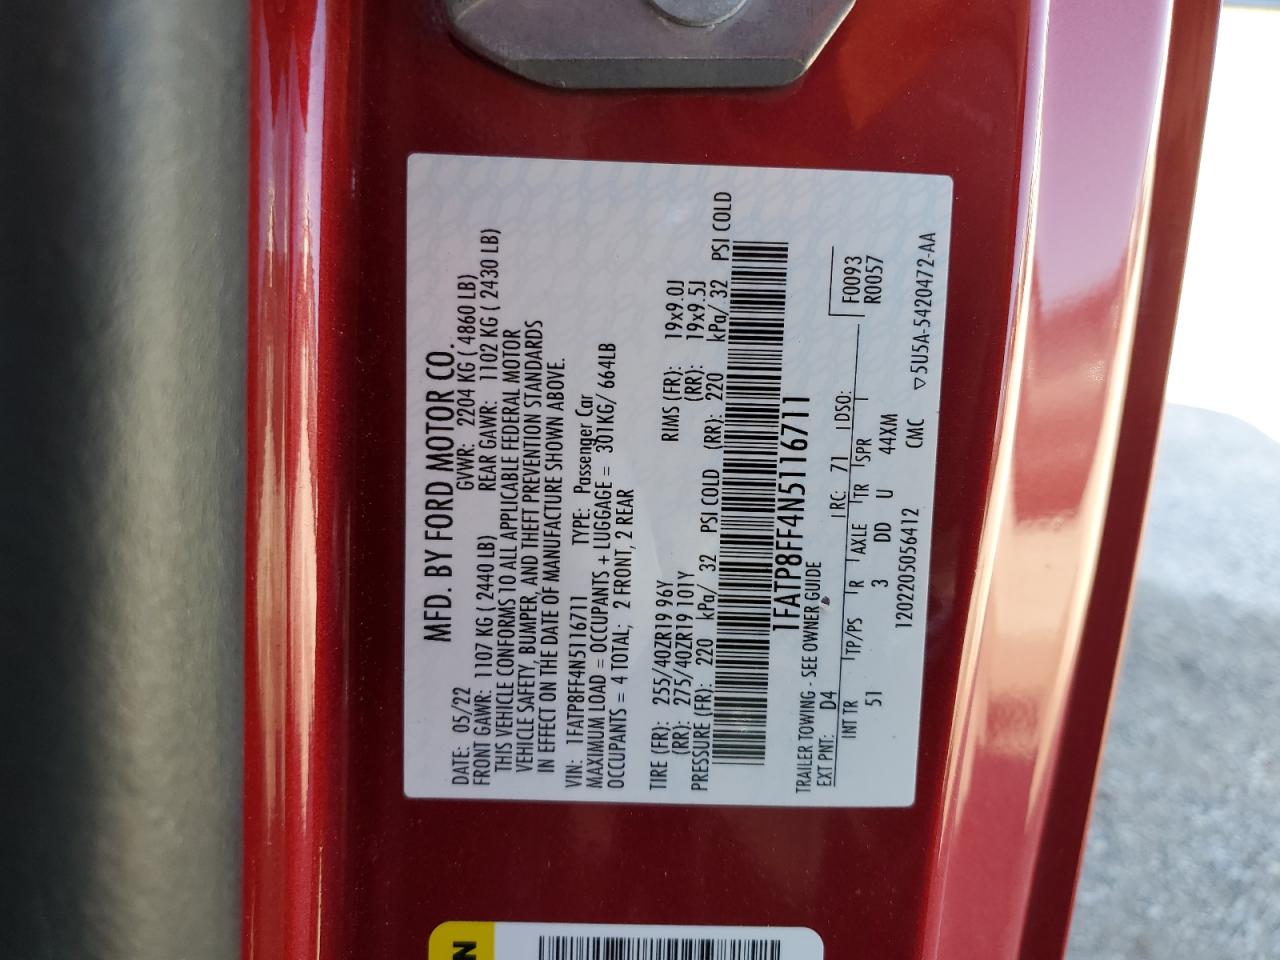 MFD. BY FORD MOTOR CO.
DATE: 05/22 GVWR: 2204 KG ( 4860 LB)
FRONT GAWR: 1107 KG ( 2440 LB) REAR GAWR: 1102 KG ( 2430 LB)
THIS VEHICLE CONFORMS TO ALL APPLICABLE FEDERAL MOTOR
VEHICLE SAFETY, BUMPER, AND THEFT PREVENTION STANDARDS
IN EFFECT ON THE DATE OF MANUFACTURE SHOWN ABOVE.
VIN: 1FATP8FF4N5116711 TYPE: Passenger Car
MAXIMUM LOAD = OCCUPANTS + LUGGAGE = 301KG/ 664LB
OCCUPANTS = 4 TOTAL; 2 FRONT, 2 REAR
TIRE (FR): 255/40ZR19 96Y RIMS (FR): 19x9.0J
(RR): 275/40ZR19 101Y (RR): 19x9.5J
PRESSURE (FR): 220 kPa/ 32 PSI COLD (RR): 220 kPa/ 32 PSI COLD
1FATP8FF4N5116711
TRAILER TOWING - SEE OWNER GUIDE
EXT PNT: D4 RC: 71 DSO: F0093
INT TR TP/PS R AXLE TR SPR R0057
51 3 DD U 44XM
1202205056412 CMC ▽5U5A-5420472-AA
N